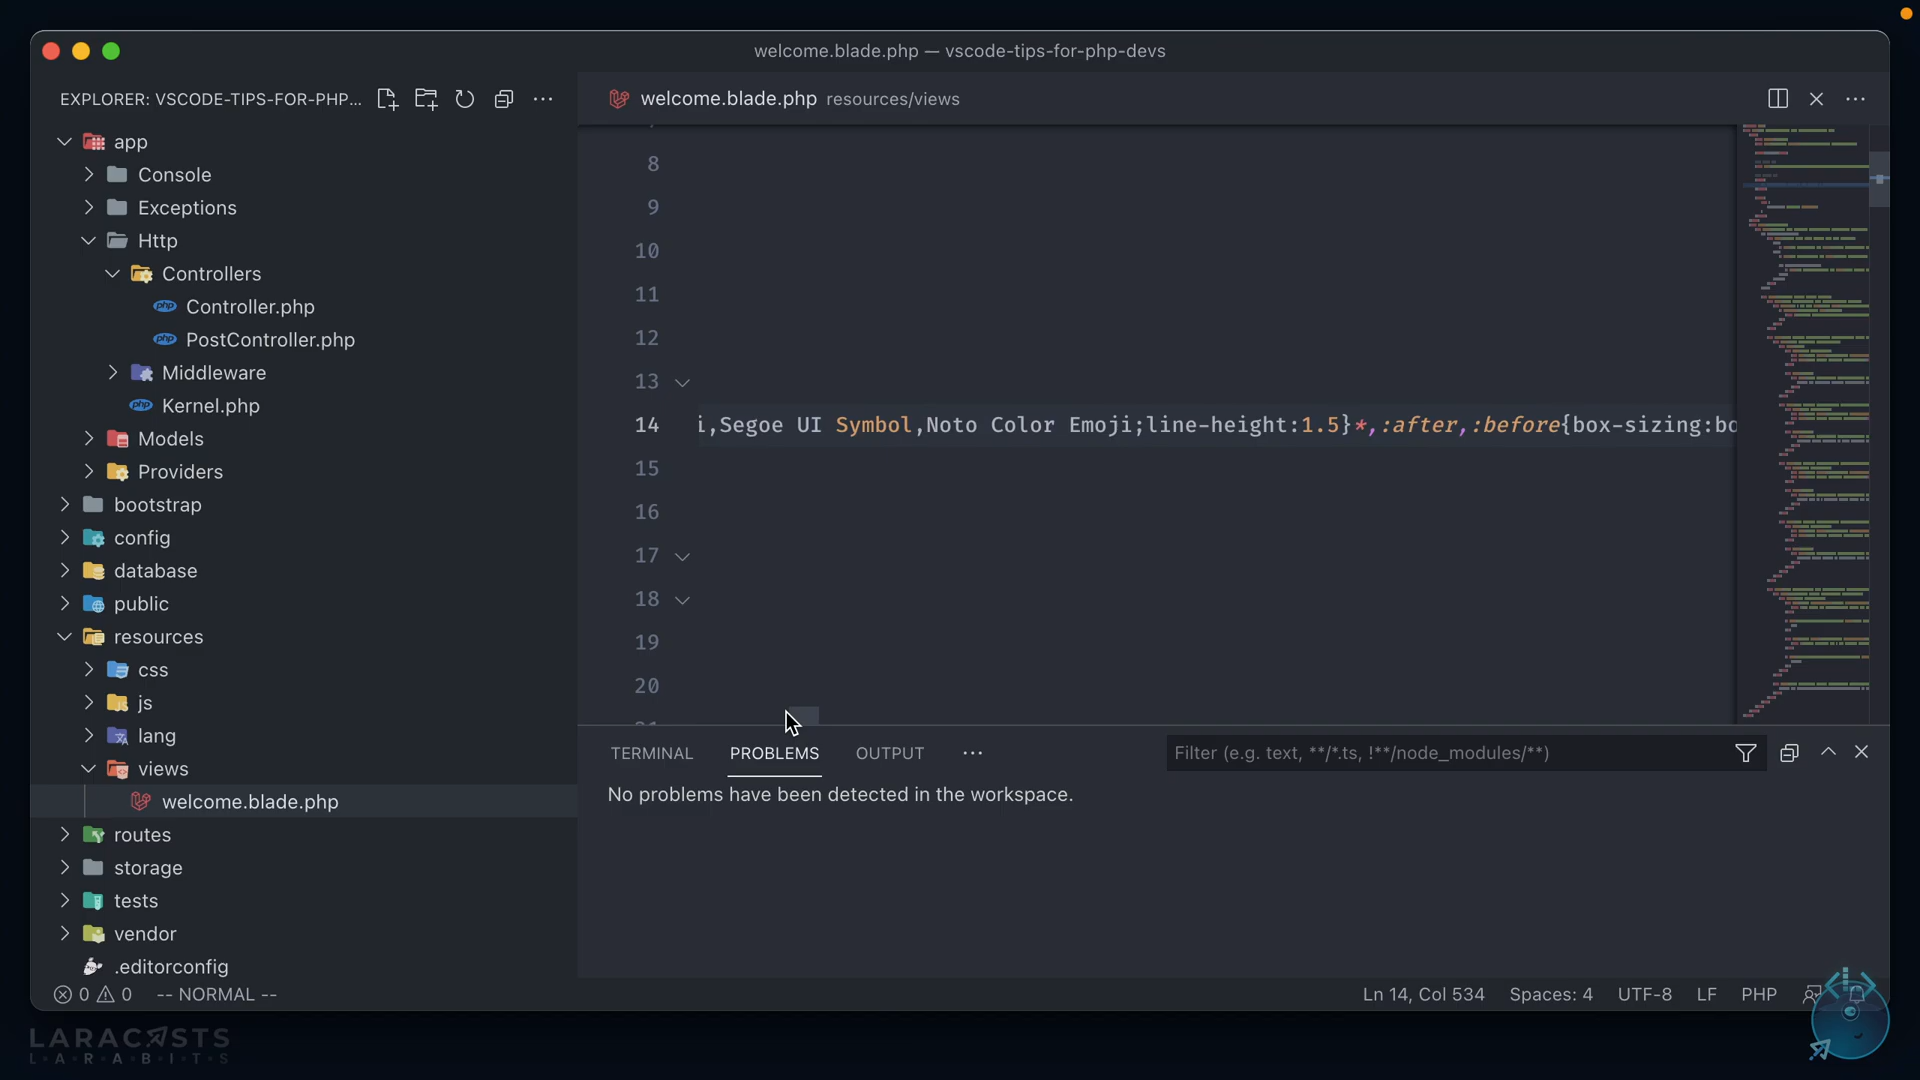 welcome.blade.php — vscode-tips-for-php-devs
EXPLORER: VSCODE-TIPS-FOR-PHP...
app
Console
Exceptions
Http
Controllers
Controller.php
PostController.php
Middleware
Kernel.php
Models
Providers
bootstrap
config
database
public
resources
css
js
lang
views
welcome.blade.php
routes
storage
tests
vendor
.editorconfig
welcome.blade.php resources/views
8
9
10
11
12
13
14 i,Segoe UI Symbol,Noto Color Emoji;line-height:1.5}*,:after,:before{box-sizing:bo
15
16
17
18
19
20
TERMINAL PROBLEMS OUTPUT
Filter (e.g. text, **/*.ts, !**/node_modules/**)
No problems have been detected in the workspace.
0 0 -- NORMAL --
Ln 14, Col 534 Spaces: 4 UTF-8 LF PHP
LARACASTS
LARABITS